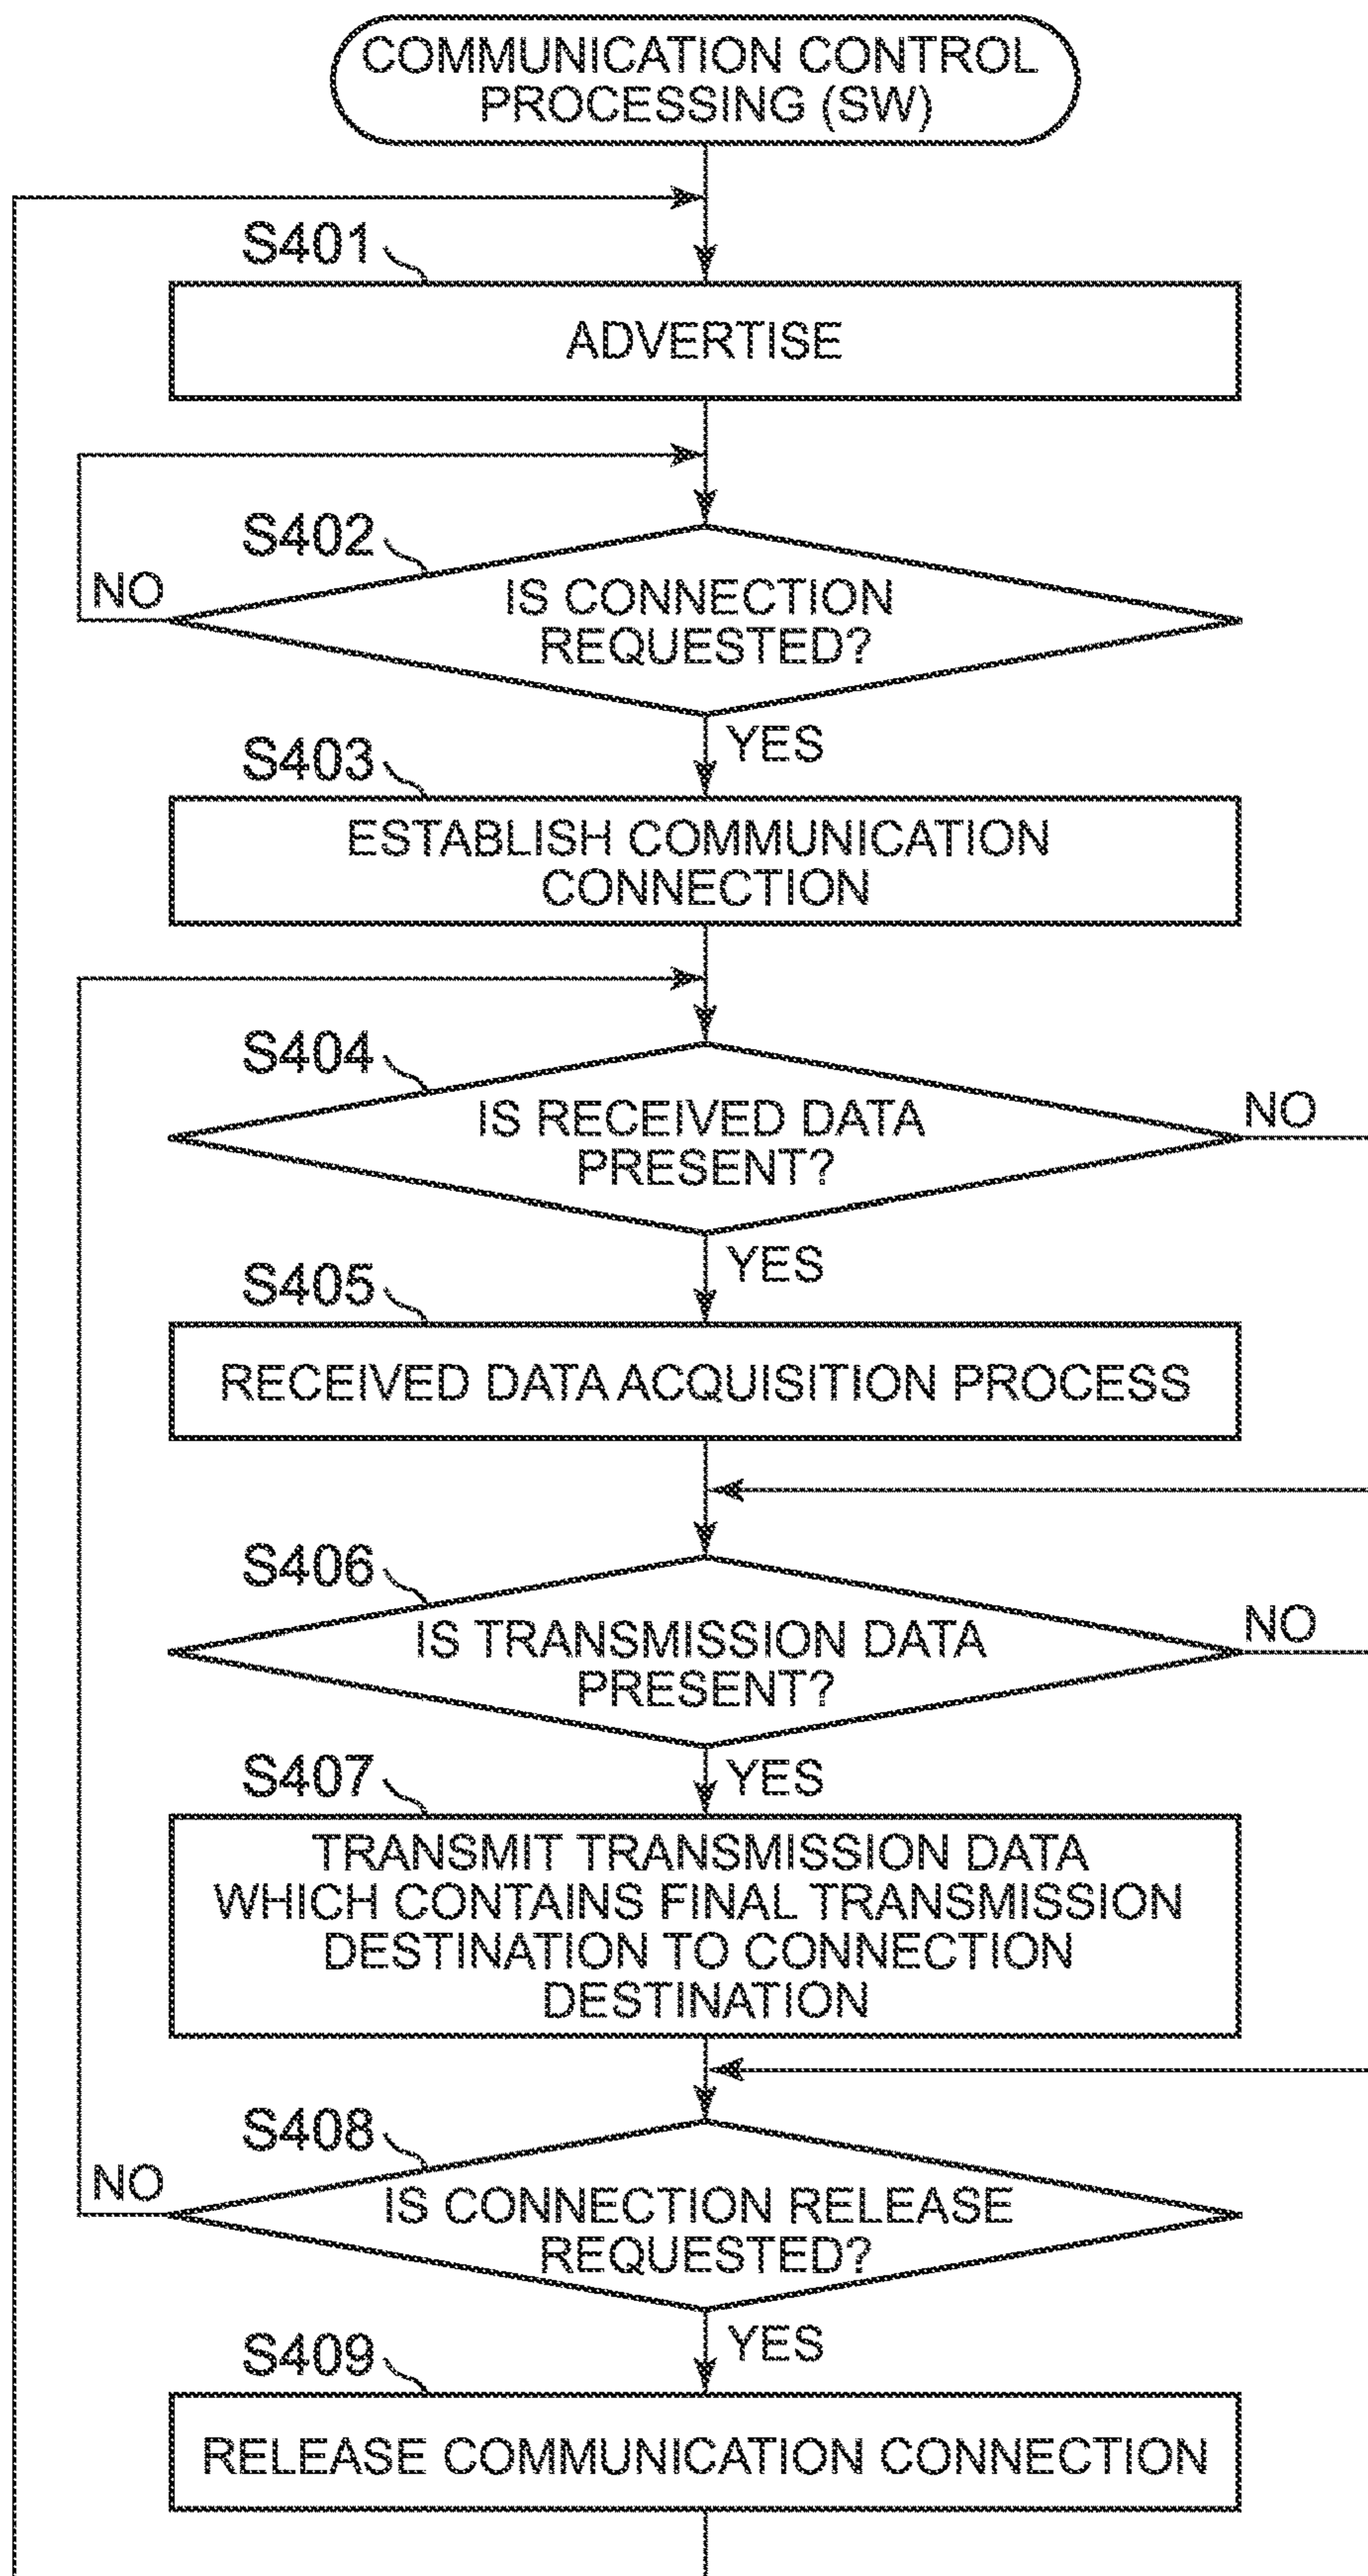 COMMUNICATION CONTROL
PROCESSING (SW)
S401
ADVERTISE
S402
NO
IS CONNECTION
REQUESTED?
YES
S403
ESTABLISH COMMUNICATION
CONNECTION
S404
IS RECEIVED DATA
PRESENT?
NO
YES
S405
RECEIVED DATA ACQUISITION PROCESS
S406
IS TRANSMISSION DATA
PRESENT?
NO
YES
S407
TRANSMIT TRANSMISSION DATA
WHICH CONTAINS FINAL TRANSMISSION
DESTINATION TO CONNECTION
DESTINATION
S408
NO
IS CONNECTION RELEASE
REQUESTED?
YES
S409
RELEASE COMMUNICATION CONNECTION